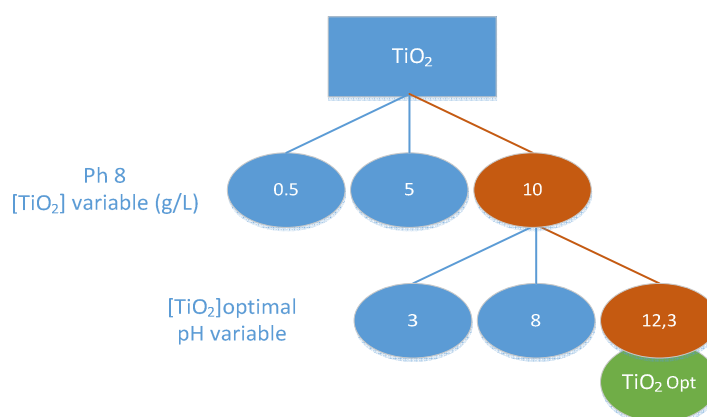 TiO₂
Ph 8
[TiO₂] variable (g/L)
0.5
5
10
[TiO₂]optimal
pH variable
3
8
12,3
TiO₂ Opt